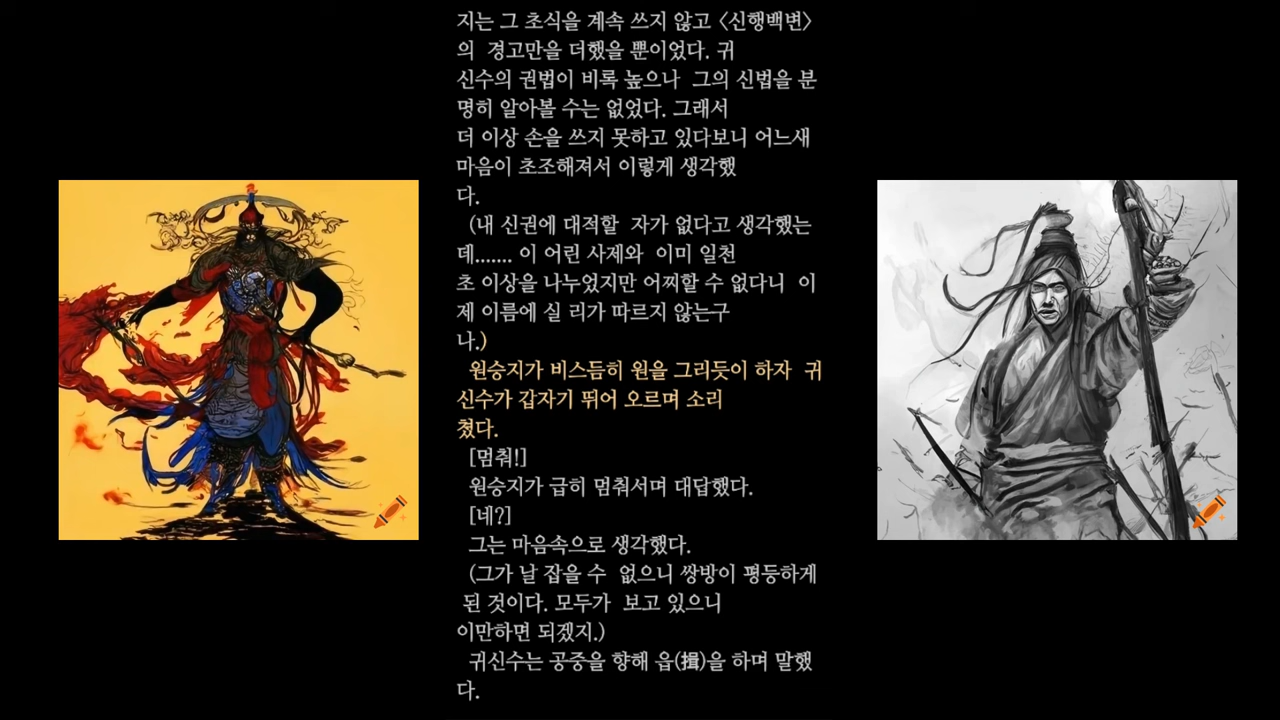 지는 그 초식을 계속 쓰지 않고 〈신행백변〉
의 경고만을 더했을 뿐이었다. 귀
신수의 권법이 비록 높으나 그의 신법을 분
명히 알아볼 수는 없었다. 그래서
더 이상 손을 쓰지 못하고 있다보니 어느새
마음이 초조해져서 이렇게 생각했
다.
(내 신권에 대적할 자가 없다고 생각했는
데....... 이 어린 사제와 이미 일천
초 이상을 나누었지만 어찌할 수 없다니 이
제 이름에 실 리가 따르지 않는구
나.)
원승지가 비스듬히 원을 그리듯이 하자 귀
신수가 갑자기 뛰어 오르며 소리
쳤다.
[멈춰!]
원승지가 급히 멈춰서며 대답했다.
[네?]
그는 마음속으로 생각했다.
(그가 날 잡을 수 없으니 쌍방이 평등하게
된 것이다. 모두가 보고 있으니
이만하면 되겠지.)
귀신수는 공중을 향해 읍(揖)을 하며 말했
다.